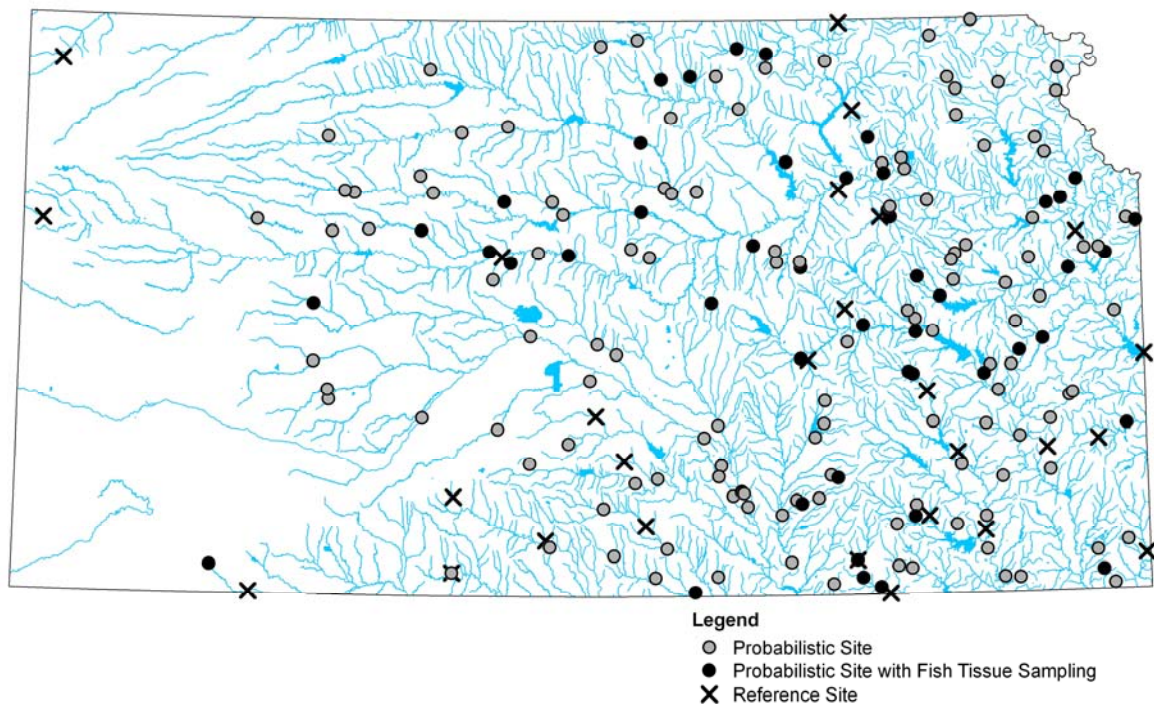 Legend
Probabilistic Site
Probabilistic Site with Fish Tissue Sampling
Reference Site